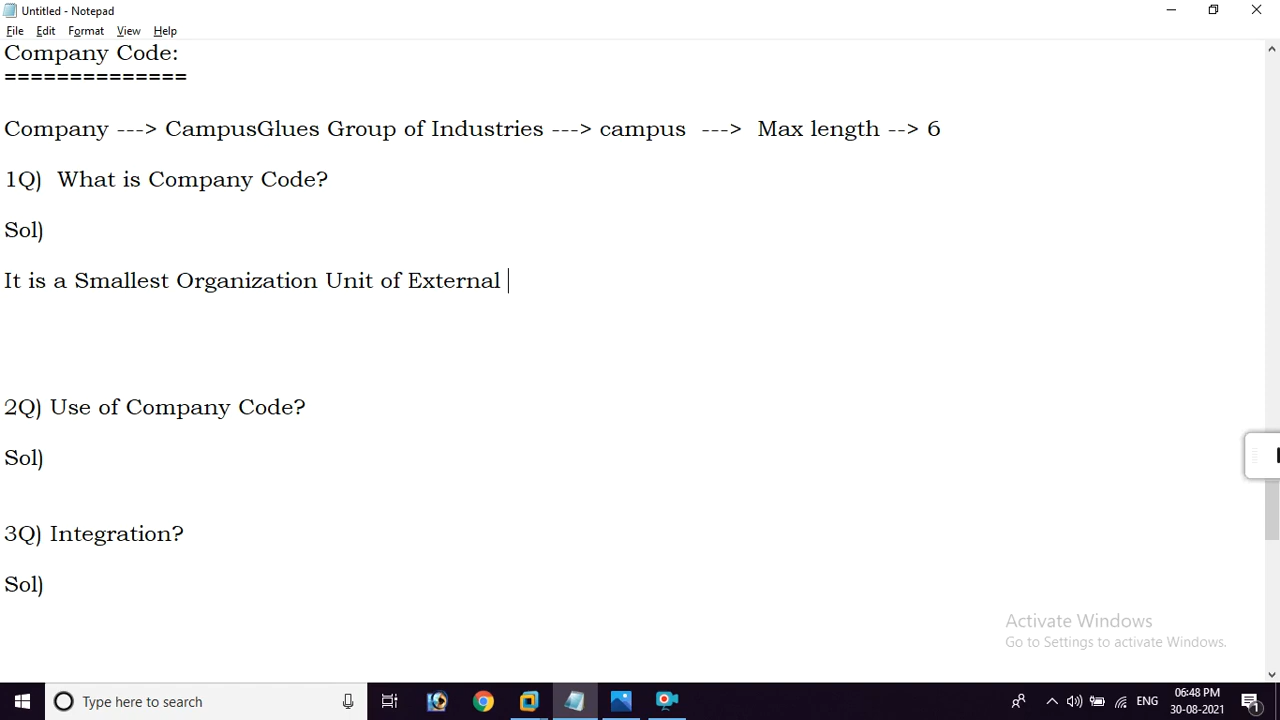 Untitled - Notepad
File Edit Format View Help
Company Code:
==============
Company ---> CampusGlues Group of Industries ---> campus ---> Max length --> 6
1Q) What is Company Code?
Sol)
It is a Smallest Organization Unit of External
2Q) Use of Company Code?
Sol)
3Q) Integration?
Sol)
Activate Windows
Go to Settings to activate Windows.
Type here to search
ENG
06:48 PM
30-08-2021
1